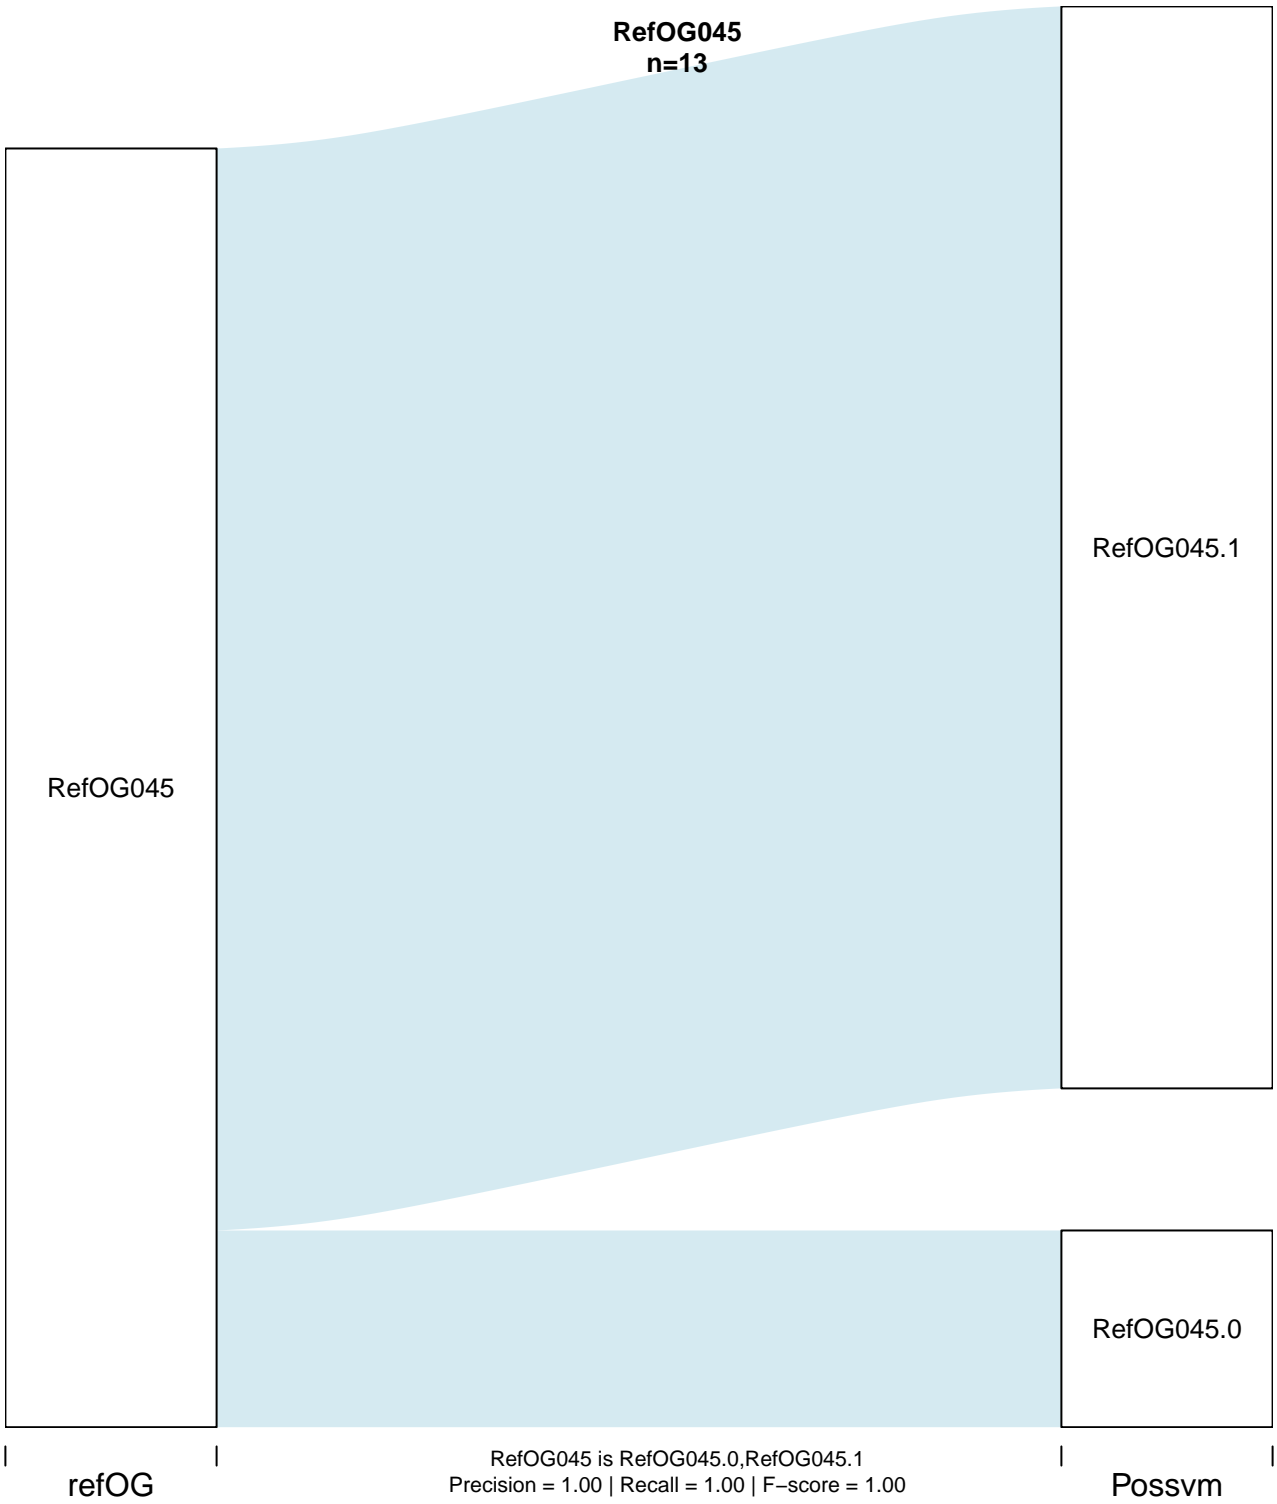 RefOG045
n=13
RefOG045.1
RefOG045
RefOG045.0
RefOG045 is RefOG045.0,RefOG045.1
Precision = 1.00 | Recall = 1.00 | F−score = 1.00
refOG
Possvm